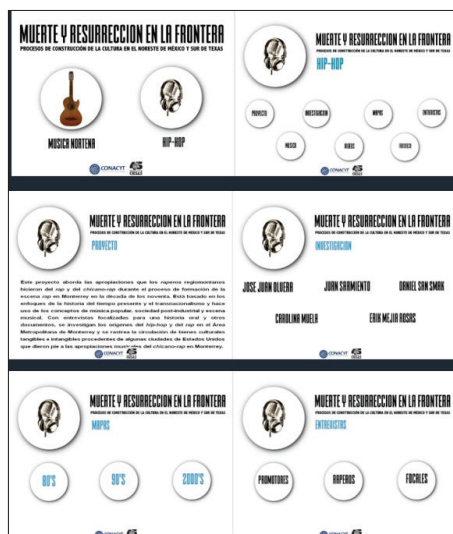 MUERTE Y RESURRECCION EN LA FRONTERA
PROCESOS DE CONSTRUCCIÓN DE LA CULTURA EN EL NORESTE DE MÉXICO Y SUR DE TEXAS
MUSICA NORTENA
HIP-HOP
CONACYT
MUERTE Y RESURRECCION EN LA FRONTERA
PROCESOS DE CONSTRUCCIÓN DE LA CULTURA EN EL NORESTE DE MÉXICO Y SUR DE TEXAS
HIP-HOP
PROYECTO
INVESTIGACION
MAPAS
ENTREVISTAS
MUSICA
VIDEOS
CONACYT
MUERTE Y RESURRECCION EN LA FRONTERA
PROCESOS DE CONSTRUCCIÓN DE LA CULTURA EN EL NORESTE DE MÉXICO Y SUR DE TEXAS
PROYECTO
Este proyecto aborda las apropiaciones que los raperos regiomontanos
hicieron del rap y del chicano-rap durante el proceso de formación de la
escena rap en Monterrey en la década de los noventa. Está basado en los
enfoques de la historia del tiempo presente y el transnacionalismo y hace
uso de los conceptos de música popular, sociedad post-industrial y escena
musical. Con entrevistas focalizadas para una historia oral y otros
documentos, se investigan los orígenes del hip-hop y del rap en el Área
Metropolitana de Monterrey y se rastrea la circulación de bienes culturales
tangibles e intangibles procedentes de algunas ciudades de Estados Unidos
que dieron pie a las apropiaciones musicales del chicano-rap en Monterrey.
CONACYT
MUERTE Y RESURRECCION EN LA FRONTERA
PROCESOS DE CONSTRUCCIÓN DE LA CULTURA EN EL NORESTE DE MÉXICO Y SUR DE TEXAS
INVESTIGACION
JOSE JUAN OLVERA
JUAN SARMIENTO
DANIEL SAN SMAK
CAROLINA MUELA
ERIK MEJIA ROSAS
CONACYT
MUERTE Y RESURRECCION EN LA FRONTERA
PROCESOS DE CONSTRUCCIÓN DE LA CULTURA EN EL NORESTE DE MÉXICO Y SUR DE TEXAS
MAPAS
80'S
90'S
2000'S
CONACYT
MUERTE Y RESURRECCION EN LA FRONTERA
PROCESOS DE CONSTRUCCIÓN DE LA CULTURA EN EL NORESTE DE MÉXICO Y SUR DE TEXAS
ENTREVISTAS
PROMOTORES
RAPEROS
FOCALES
CONACYT